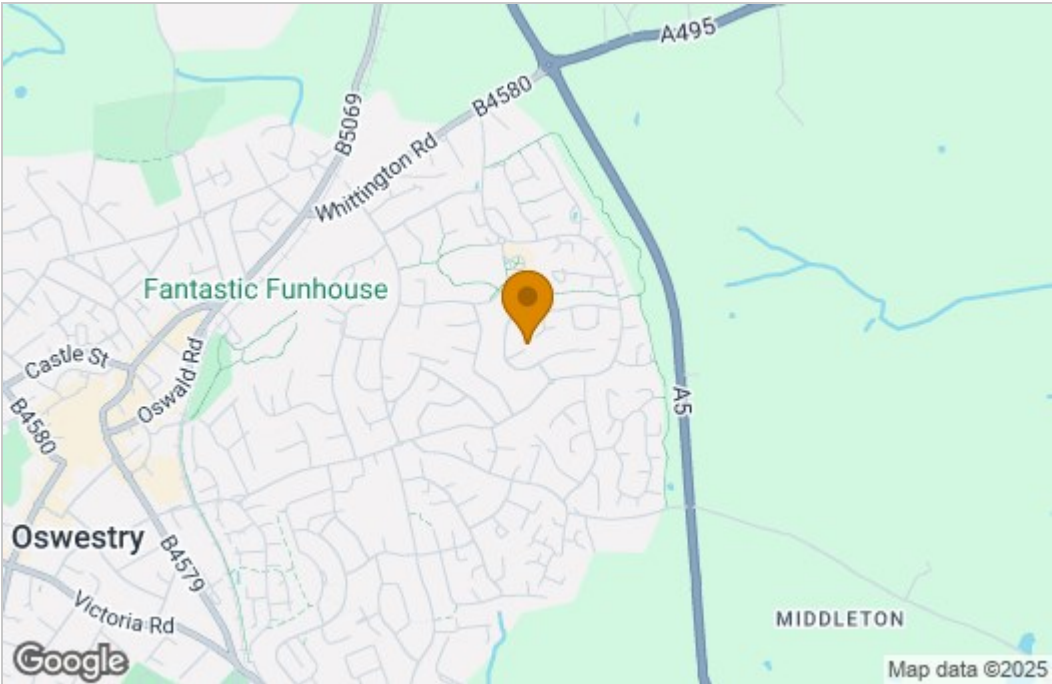 A495
B4580
B5069
Whittington Rd
Fantastic Funhouse
Castle St
Oswald Rd
B4580
A5
Oswestry
B4579
Victoria Rd
MIDDLETON
Google
Map data ©2025